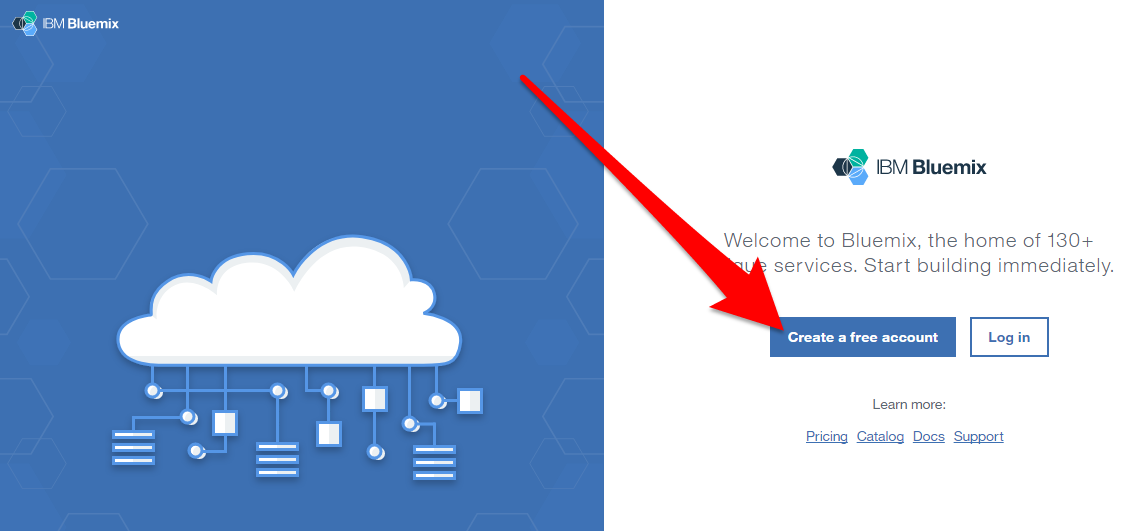 IBM Bluemix
IBM Bluemix
Welcome to Bluemix, the home of 130+
services. Start building immediately.
Create a free account
Log in
Learn more:
Pricing Catalog Docs Support